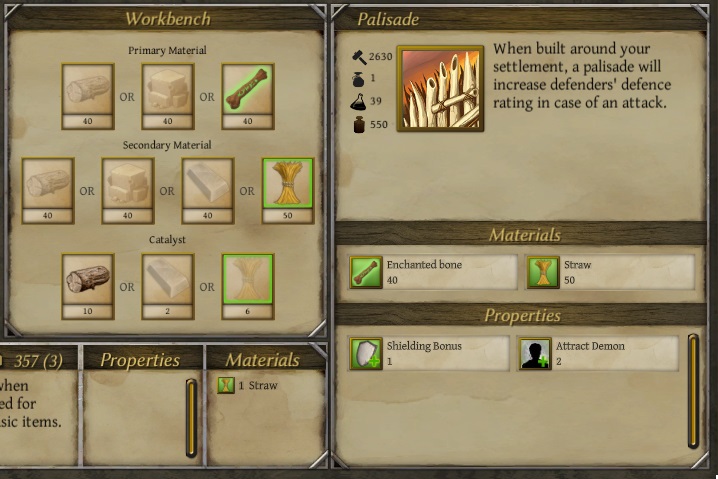 Workbench
Primary Material
OR OR
40 40 40
Secondary Material
OR OR OR
40 40 40 50
Catalyst
OR OR
10 2 6
357 (3)
when
ed for
sic items.
Properties
Materials
1 Straw
Palisade
2630
1
39
550
When built around your
settlement, a palisade will
increase defenders' defence
rating in case of an attack.
Materials
Enchanted bone
40
Straw
50
Properties
Shielding Bonus
1
Attract Demon
2